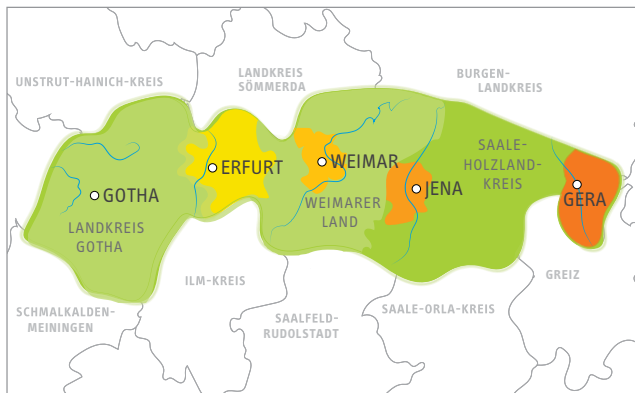 UNSTRUT-HAINICH-KREIS
LANDKREIS
SÖMMERDA
BURGEN-
LANDKREIS
ERFURT
WEIMAR
SAALE-
HOLZLAND-
KREIS
GOTHA
JENA
GERA
WEIMARER
LAND
LANDKREIS
GOTHA
ILM-KREIS
GREIZ
SCHMALKALDEN-
MEININGEN
SAALFELD-
RUDOLSTADT
SAALE-ORLA-KREIS